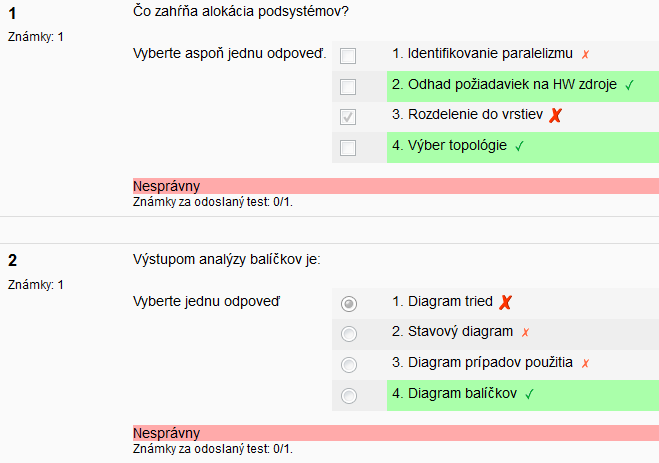 1
Čo zahŕňa alokácia podsystémov?
Známky: 1
Vyberte aspoň jednu odpoveď.
1. Identifikovanie paralelizmu ✗
2. Odhad požiadaviek na HW zdroje ✓
3. Rozdelenie do vrstiev ✗
4. Výber topológie ✓
Nesprávny
Známky za odoslaný test: 0/1.
2
Výstupom analýzy balíčkov je:
Známky: 1
Vyberte jednu odpoveď
1. Diagram tried ✗
2. Stavový diagram ✗
3. Diagram prípadov použitia ✗
4. Diagram balíčkov ✓
Nesprávny
Známky za odoslaný test: 0/1.